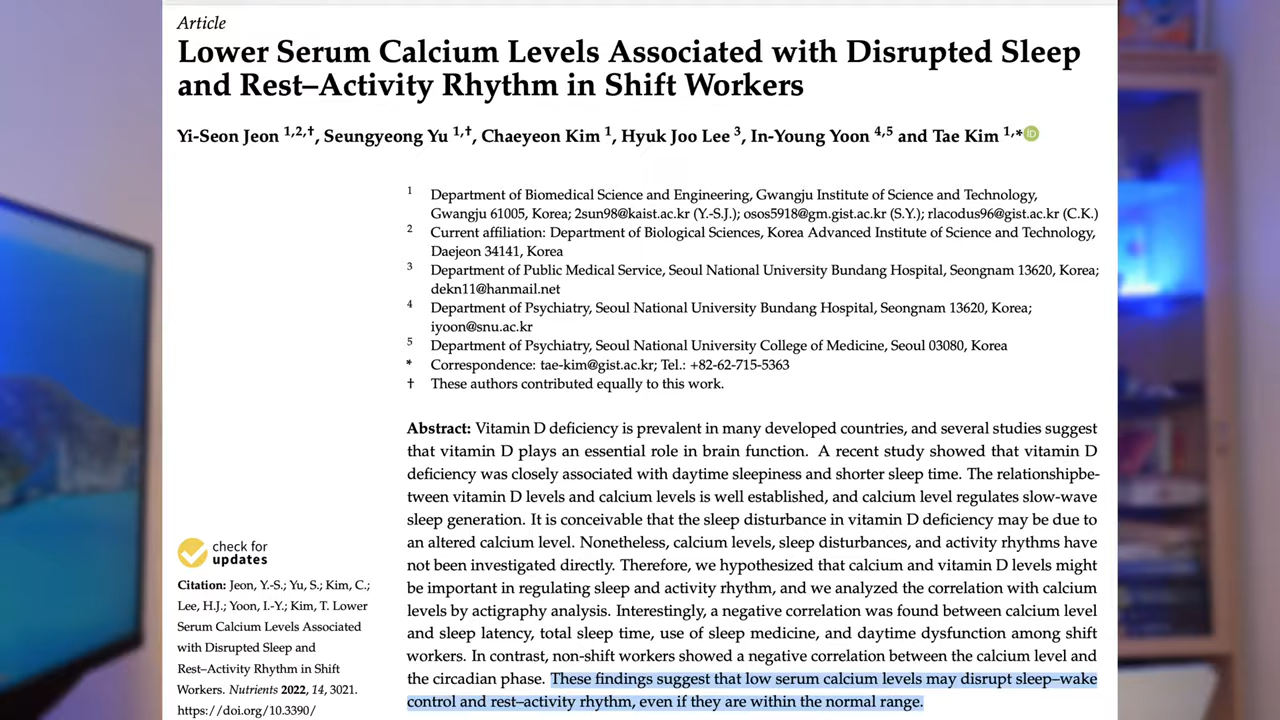 Article
Lower Serum Calcium Levels Associated with Disrupted Sleep
and Rest–Activity Rhythm in Shift Workers
Yi-Seon Jeon 1,2,†, Seungyeong Yu 1,†, Chaeyeon Kim 1, Hyuk Joo Lee 3, In-Young Yoon 4,5 and Tae Kim 1,* iD
1 Department of Biomedical Science and Engineering, Gwangju Institute of Science and Technology,
Gwangju 61005, Korea; 2sun98@kaist.ac.kr (Y.-S.J.); osos5918@gm.gist.ac.kr (S.Y.); rlacodus96@gist.ac.kr (C.K.)
2 Current affiliation: Department of Biological Sciences, Korea Advanced Institute of Science and Technology,
Daejeon 34141, Korea
3 Department of Public Medical Service, Seoul National University Bundang Hospital, Seongnam 13620, Korea;
dekn11@hanmail.net
4 Department of Psychiatry, Seoul National University Bundang Hospital, Seongnam 13620, Korea;
iyoon@snu.ac.kr
5 Department of Psychiatry, Seoul National University College of Medicine, Seoul 03080, Korea
* Correspondence: tae-kim@gist.ac.kr; Tel.: +82-62-715-5363
† These authors contributed equally to this work.
Abstract: Vitamin D deficiency is prevalent in many developed countries, and several studies suggest
that vitamin D plays an essential role in brain function. A recent study showed that vitamin D
deficiency was closely associated with daytime sleepiness and shorter sleep time. The relationshipbe-
tween vitamin D levels and calcium levels is well established, and calcium level regulates slow-wave
sleep generation. It is conceivable that the sleep disturbance in vitamin D deficiency may be due to
an altered calcium level. Nonetheless, calcium levels, sleep disturbances, and activity rhythms have
not been investigated directly. Therefore, we hypothesized that calcium and vitamin D levels might
be important in regulating sleep and activity rhythm, and we analyzed the correlation with calcium
levels by actigraphy analysis. Interestingly, a negative correlation was found between calcium level
and sleep latency, total sleep time, use of sleep medicine, and daytime dysfunction among shift
workers. In contrast, non-shift workers showed a negative correlation between the calcium level and
the circadian phase. These findings suggest that low serum calcium levels may disrupt sleep–wake
control and rest–activity rhythm, even if they are within the normal range.
check for
updates
Citation: Jeon, Y.-S.; Yu, S.; Kim, C.;
Lee, H.J.; Yoon, I.-Y.; Kim, T. Lower
Serum Calcium Levels Associated
with Disrupted Sleep and
Rest–Activity Rhythm in Shift
Workers. Nutrients 2022, 14, 3021.
https://doi.org/10.3390/